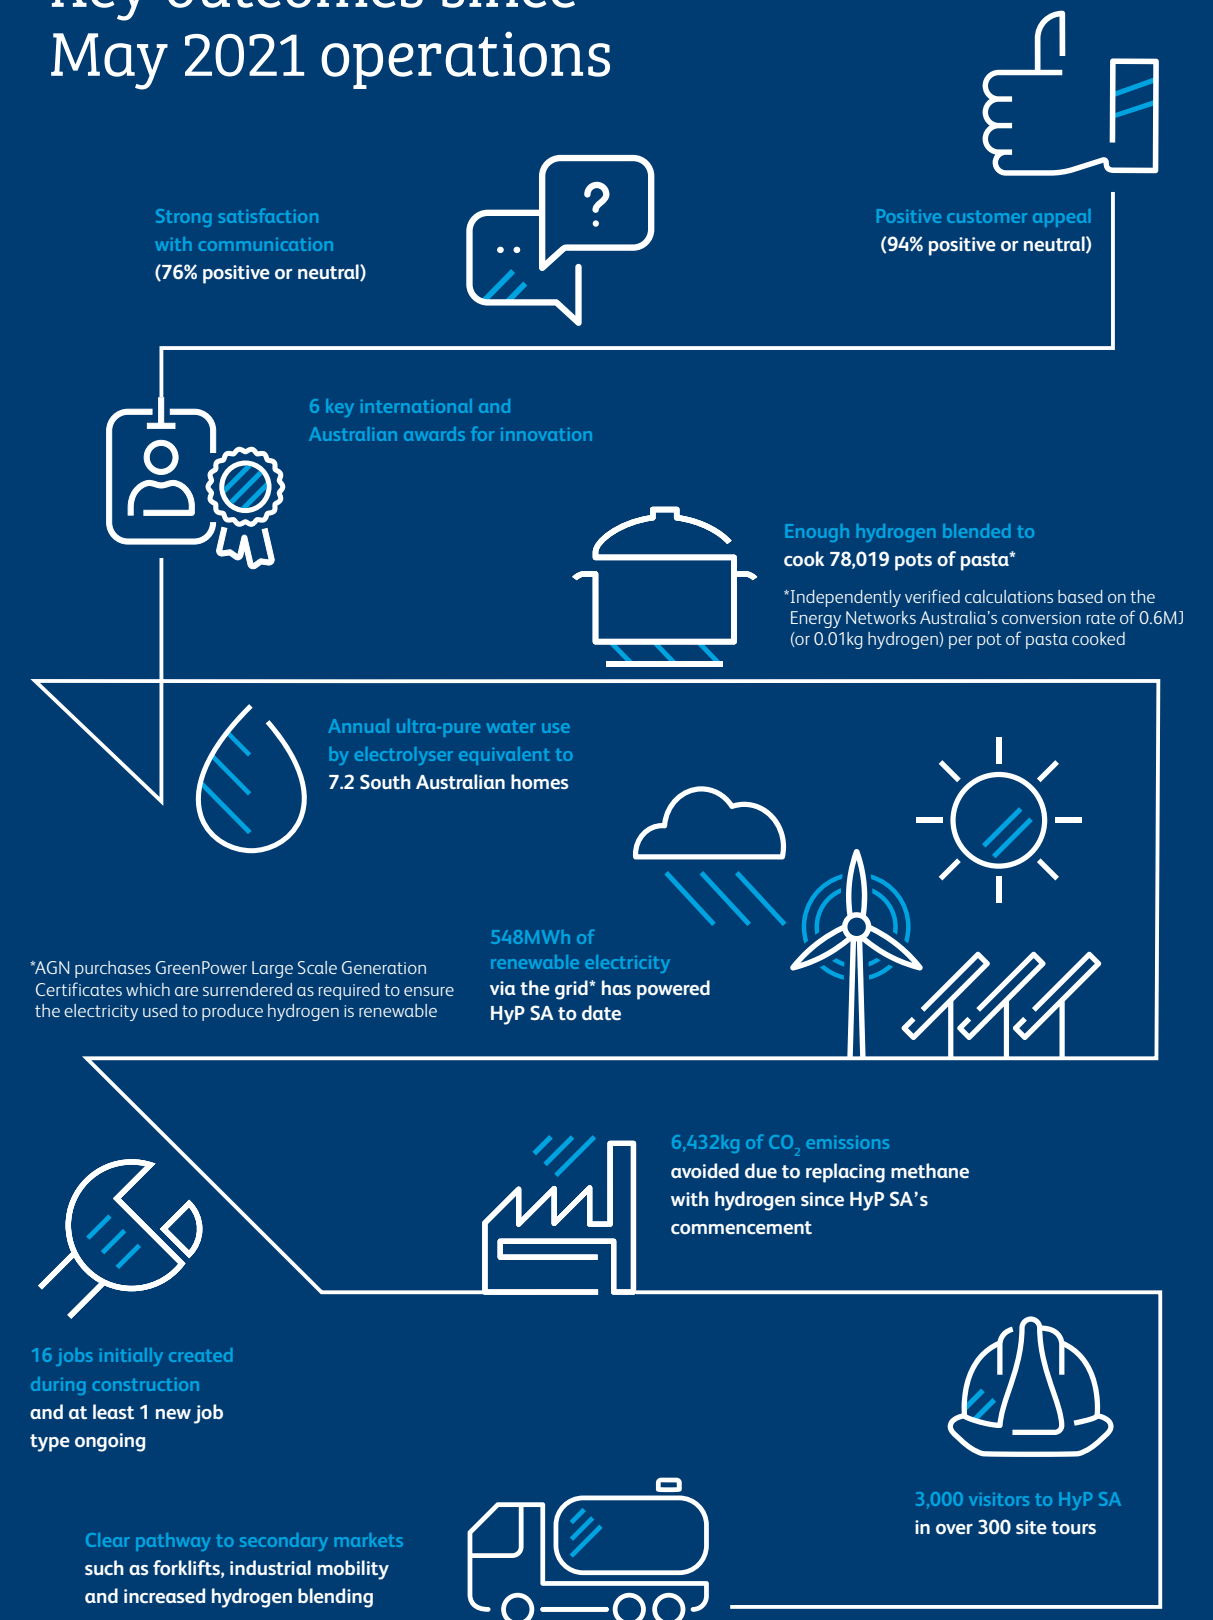 Key outcomes since
May 2021 operations
Strong satisfaction
with communication
(76% positive or neutral)
?
Positive customer appeal
(94% positive or neutral)
6 key international and
Australian awards for innovation
Enough hydrogen blended to
cook 78,019 pots of pasta*
*Independently verified calculations based on the
Energy Networks Australia's conversion rate of 0.6MJ
(or 0.01kg hydrogen) per pot of pasta cooked
Annual ultra-pure water use
by electrolyser equivalent to
7.2 South Australian homes
548MWh of
renewable electricity
via the grid* has powered
HyP SA to date
*AGN purchases GreenPower Large Scale Generation
Certificates which are surrendered as required to ensure
the electricity used to produce hydrogen is renewable
6,432kg of CO₂ emissions
avoided due to replacing methane
with hydrogen since HyP SA's
commencement
16 jobs initially created
during construction
and at least 1 new job
type ongoing
3,000 visitors to HyP SA
in over 300 site tours
Clear pathway to secondary markets
such as forklifts, industrial mobility
and increased hydrogen blending